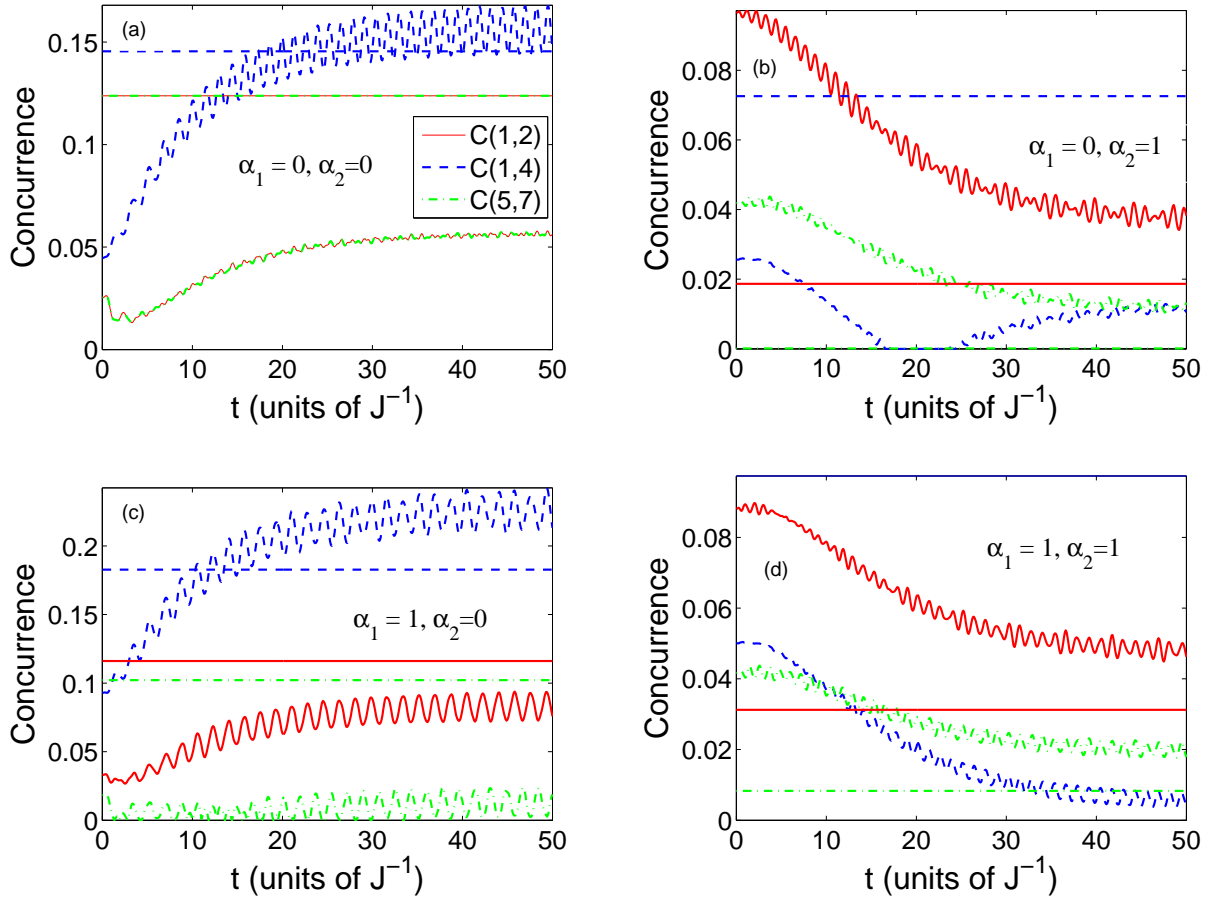 (a)
Concurrence
0.15
0.1
0.05
0
C(1,2)
C(1,4)
C(5,7)
α₁ = 0, α₂=0
0 10 20 30 40 50
t (units of J⁻¹)
(b)
Concurrence
0.08
0.06
0.04
0.02
0
α₁ = 0, α₂=1
0 10 20 30 40 50
t (units of J⁻¹)
(c)
Concurrence
0.2
0.15
0.1
0.05
0
α₁ = 1, α₂=0
0 10 20 30 40 50
t (units of J⁻¹)
(d)
Concurrence
0.08
0.06
0.04
0.02
0
α₁ = 1, α₂=1
0 10 20 30 40 50
t (units of J⁻¹)